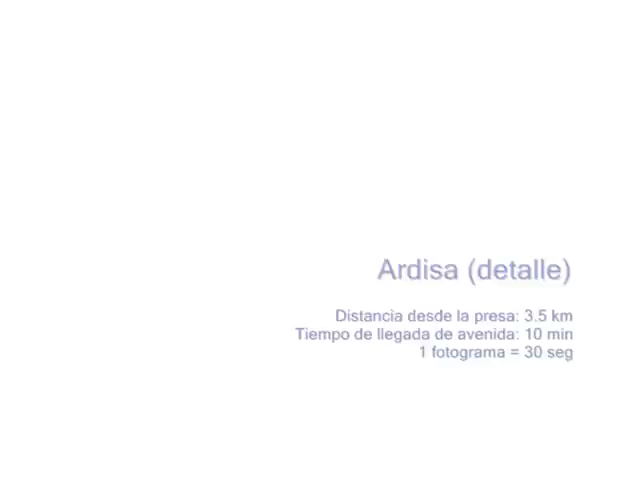 Ardisa (detalle)
Distancia desde la presa: 3.5 km
Tiempo de llegada de avenida: 10 min
1 fotograma = 30 seg